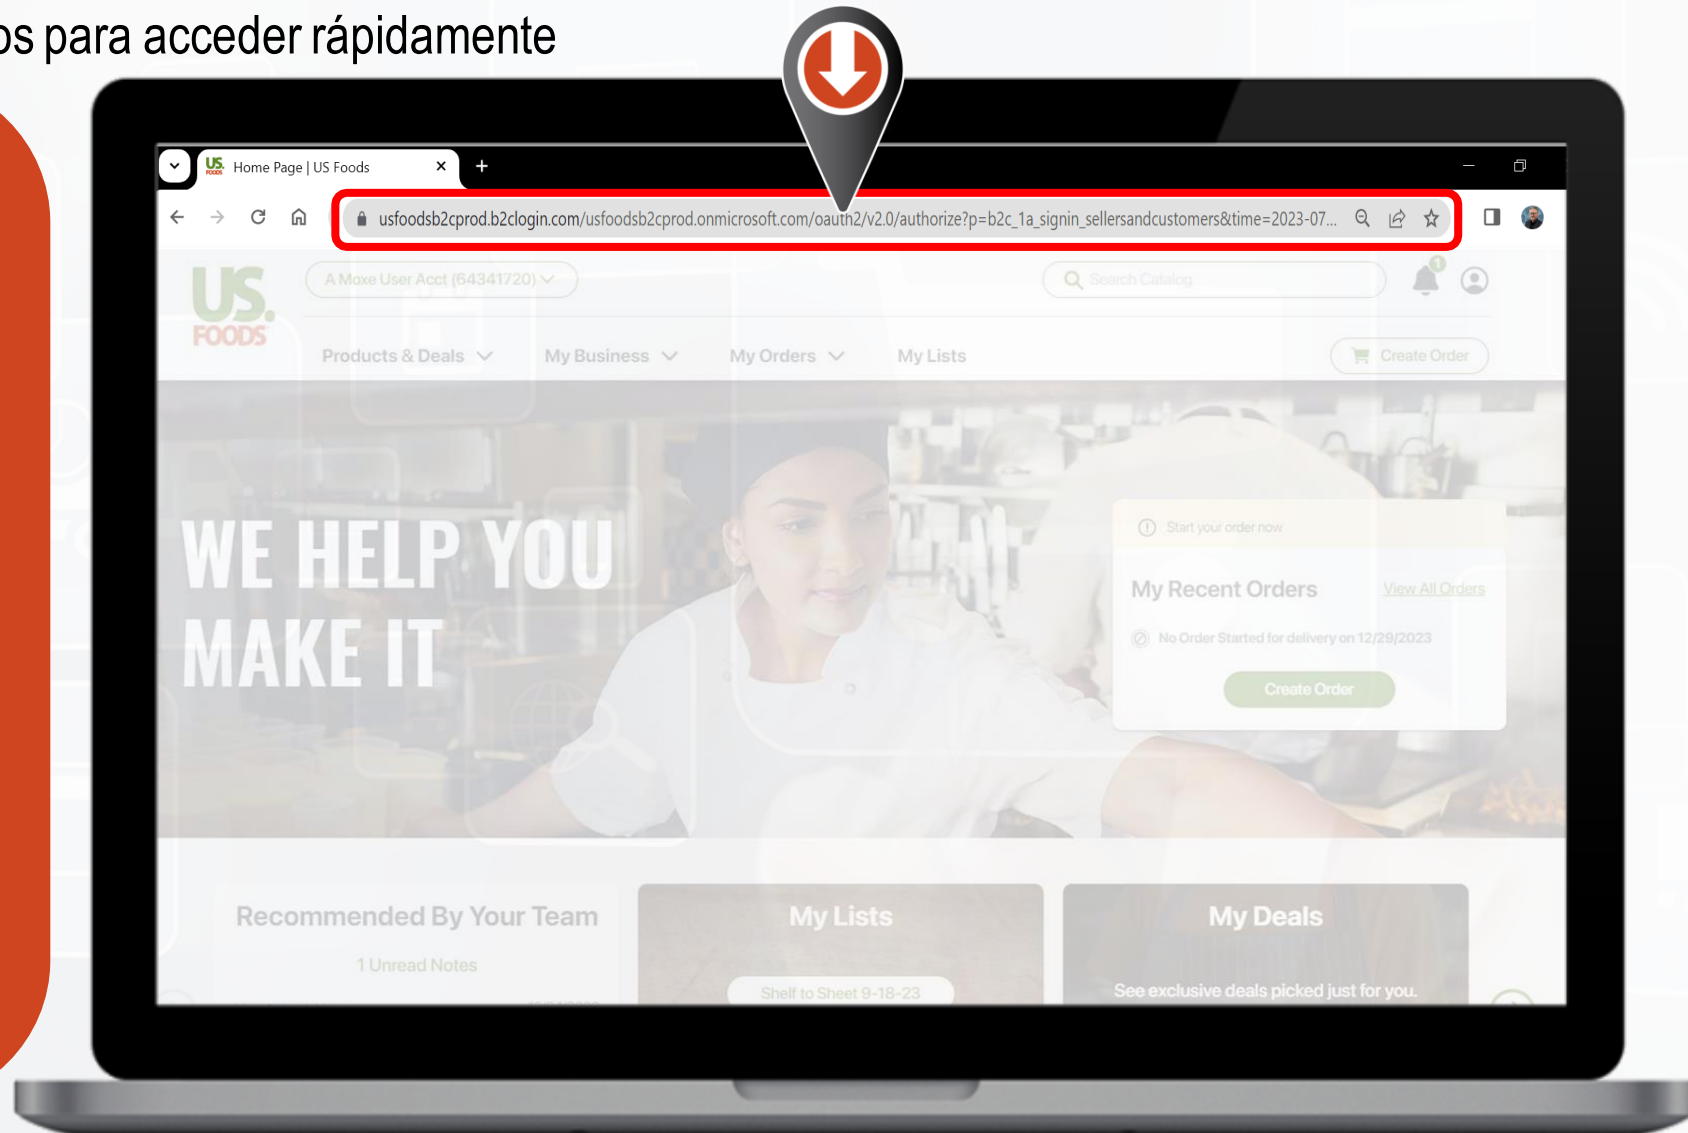 para acceder rápidamente
US. FOODS Home Page | US Foods
usfoodsb2cprod.b2clogin.com/usfoodsb2cprod.onmicrosoft.com/oauth2/v2.0/authorize?p=b2c_1a_signin_sellersandcustomers&time=2023-07...
US. FOODS
A Moxe User Acct (64341720)
Search Catalog
1
Products & Deals
My Business
My Orders
My Lists
Create Order
WE HELP YOU
MAKE IT
Start your order now
My Recent Orders
View All Orders
No Order Started for delivery on 12/29/2023
Create Order
Recommended By Your Team
1 Unread Notes
My Lists
Shelf to Sheet 9-18-23
My Deals
See exclusive deals picked just for you.